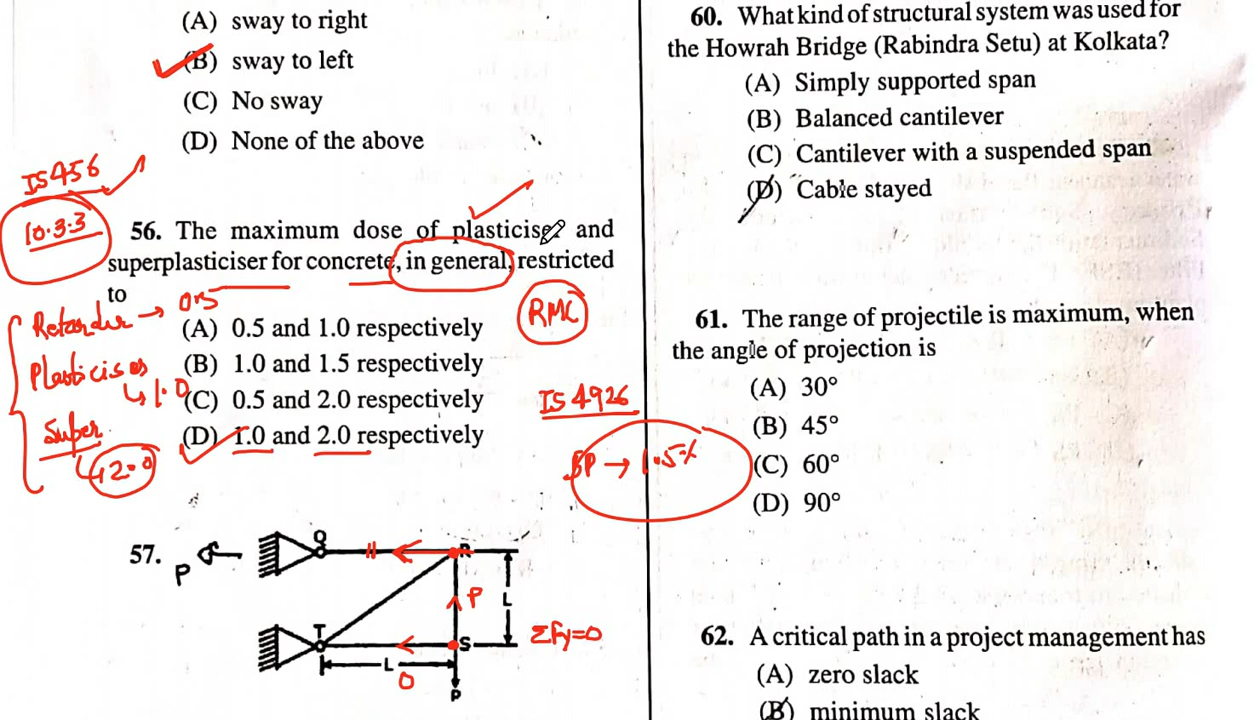 (A) sway to right
(B) sway to left
(C) No sway
(D) None of the above
IS 456
10.3.3
56. The maximum dose of plasticiser and
superplasticiser for concrete, in general, restricted
to
Retarder → 0.5
(A) 0.5 and 1.0 respectively
RMC
Plasticiser
(B) 1.0 and 1.5 respectively
↳ 1.0
(C) 0.5 and 2.0 respectively
IS 4926
Super
(D) 1.0 and 2.0 respectively
↳ 2.0
SP → 1.5%
57.
P
Q
R
P
L
T
S
ΣFy=0
L
0
P
60. What kind of structural system was used for
the Howrah Bridge (Rabindra Setu) at Kolkata?
(A) Simply supported span
(B) Balanced cantilever
(C) Cantilever with a suspended span
(D) Cable stayed
61. The range of projectile is maximum, when
the angle of projection is
(A) 30°
(B) 45°
(C) 60°
(D) 90°
62. A critical path in a project management has
(A) zero slack
(B) minimum slack